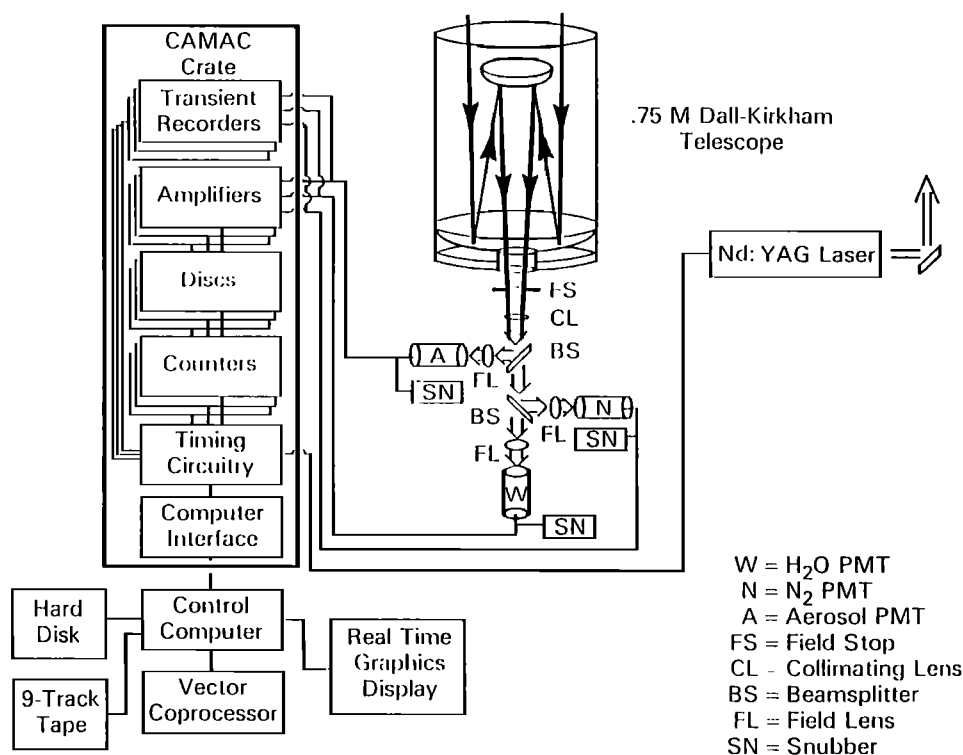 CAMAC
Crate
Transient
Recorders
Amplifiers
Discs
Counters
Timing
Circuitry
Computer
Interface
Hard
Disk
Control
Computer
9-Track
Tape
Vector
Coprocessor
Real Time
Graphics
Display
.75 M Dall-Kirkham
Telescope
Nd: YAG Laser
FS
CL
BS
A
FL
SN
BS
N
FL
SN
FL
W
SN
W = H2O PMT
N = N2 PMT
A = Aerosol PMT
FS = Field Stop
CL - Collimating Lens
BS = Beamsplitter
FL = Field Lens
SN = Snubber